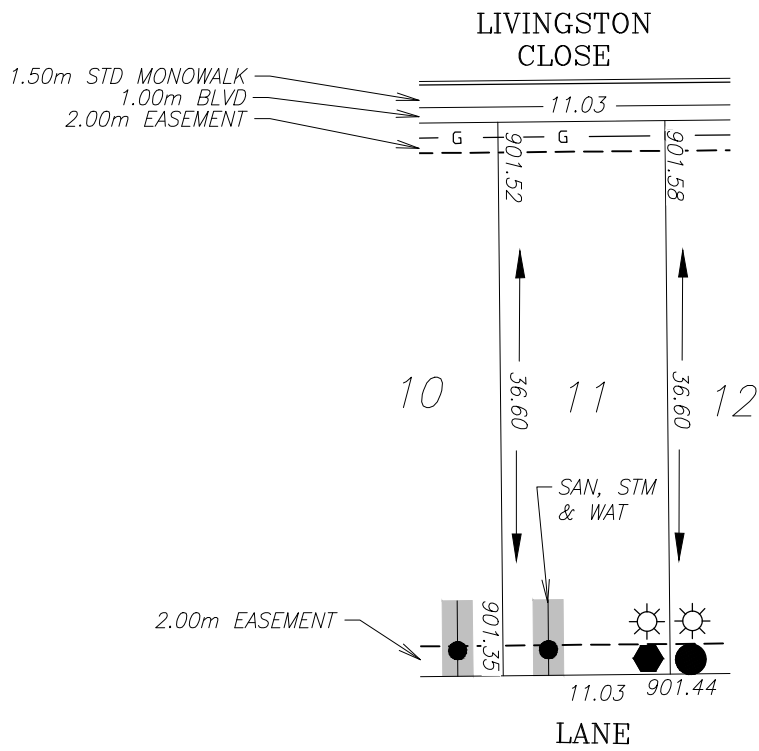 LIVINGSTON
CLOSE
1.50m STD MONOWALK
1.00m BLVD
11.03
2.00m EASEMENT
G
G
901.52
901.58
10
36.60
11
36.60
12
SAN, STM
& WAT
2.00m EASEMENT
901.35
11.03
901.44
LANE